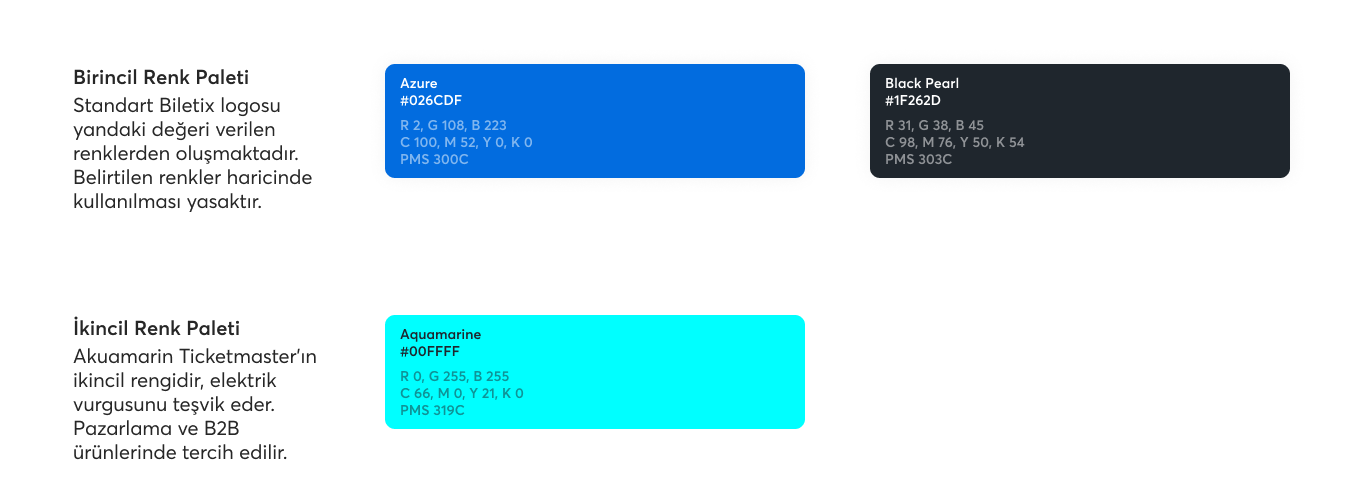 Birincil Renk Paleti
Standart Biletix logosu
yandaki değeri verilen
renklerden oluşmaktadır.
Belirtilen renkler haricinde
kullanılması yasaktır.
Azure
#026CDF
R 2, G 108, B 223
C 100, M 52, Y 0, K 0
PMS 300C
Black Pearl
#1F262D
R 31, G 38, B 45
C 98, M 76, Y 50, K 54
PMS 303C
İkincil Renk Paleti
Akuamarin Ticketmaster'ın
ikincil rengidir, elektrik
vurgusunu teşvik eder.
Pazarlama ve B2B
ürünlerinde tercih edilir.
Aquamarine
#00FFFF
R 0, G 255, B 255
C 66, M 0, Y 21, K 0
PMS 319C